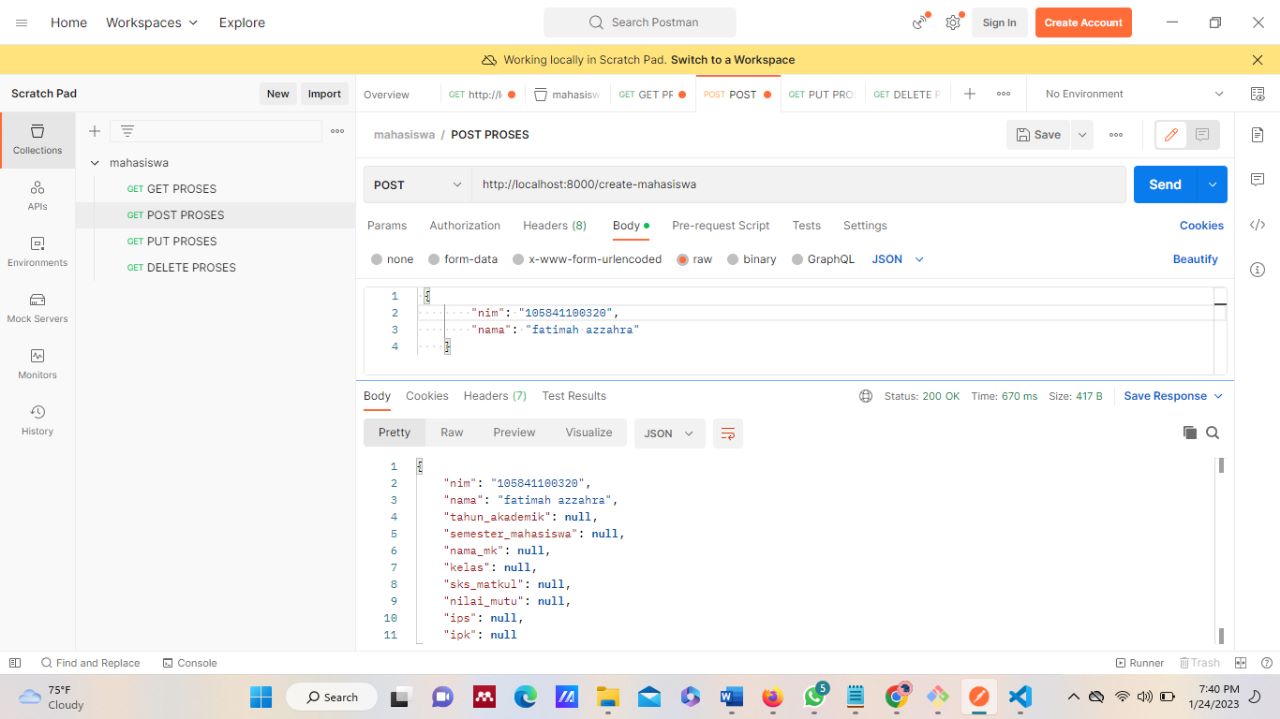 Home Workspaces Explore Search Postman Sign In Create Account
Working locally in Scratch Pad. Switch to a Workspace
Scratch Pad New Import
Overview GET http://l mahasisw GET GET PR POST POST PUT PUT PRO DELETE DELETE P No Environment
Collections
APIs
Environments
Mock Servers
Monitors
History
mahasiswa
GET GET PROSES
GET POST PROSES
GET PUT PROSES
GET DELETE PROSES
mahasiswa / POST PROSES Save
POST http://localhost:8000/create-mahasiswa Send
Params Authorization Headers (8) Body Pre-request Script Tests Settings Cookies
none form-data x-www-form-urlencoded raw binary GraphQL JSON Beautify
1 {
2 "nim": "105841100320",
3 "nama": "fatimah azzahra"
4 }
Body Cookies Headers (7) Test Results Status: 200 OK Time: 670 ms Size: 417 B Save Response
Pretty Raw Preview Visualize JSON
1 {
2 "nim": "105841100320",
3 "nama": "fatimah azzahra",
4 "tahun_akademik": null,
5 "semester_mahasiswa": null,
6 "nama_mk": null,
7 "kelas": null,
8 "sks_matkul": null,
9 "nilai_mutu": null,
10 "ips": null,
11 "ipk": null
Find and Replace Console Runner Trash
75°F
Cloudy
Search
5
7:40 PM
1/24/2023